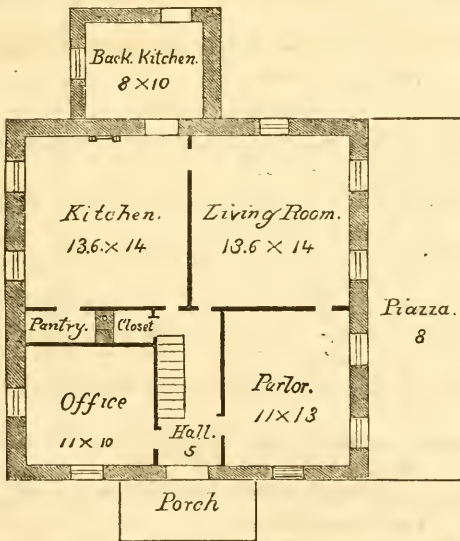 Back. Kitchen.
8 × 10
Kitchen.
13.6. × 14
Living Room.
13.6 × 14
Piazza.
8
Pantry.
Closet
Office
11 × 10
Hall.
5
Parlor.
11 × 13
Porch